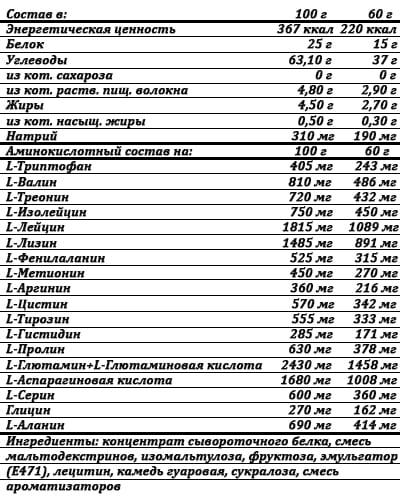 Состав в: 100 г 60 г
Энергетическая ценность 367 ккал 220 ккал
Белок 25 г 15 г
Углеводы 63,10 г 37 г
из кот. сахароза 0 г 0 г
из кот. раств. пищ. волокна 4,80 г 2,90 г
Жиры 4,50 г 2,70 г
из кот. насыщ. жиры 0,50 г 0,30 г
Натрий 310 мг 190 мг
Аминокислотный состав на: 100 г 60 г
L-Триптофан 405 мг 243 мг
L-Валин 810 мг 486 мг
L-Треонин 720 мг 432 мг
L-Изолейцин 750 мг 450 мг
L-Лейцин 1815 мг 1089 мг
L-Лизин 1485 мг 891 мг
L-Фенилаланин 525 мг 315 мг
L-Метионин 450 мг 270 мг
L-Аргинин 360 мг 216 мг
L-Цистин 570 мг 342 мг
L-Тирозин 555 мг 333 мг
L-Гистидин 285 мг 171 мг
L-Пролин 630 мг 378 мг
L-Глютамин+L-Глютаминовая кислота 2430 мг 1458 мг
L-Аспарагиновая кислота 1680 мг 1008 мг
L-Серин 600 мг 360 мг
Глицин 270 мг 162 мг
L-Аланин 690 мг 414 мг
Ингредиенты: концентрат сывороточного белка, смесь
мальтодекстринов, изомальтулоза, фруктоза, эмульгатор
(E471), лецитин, камедь гуаровая, сукралоза, смесь
ароматизаторов